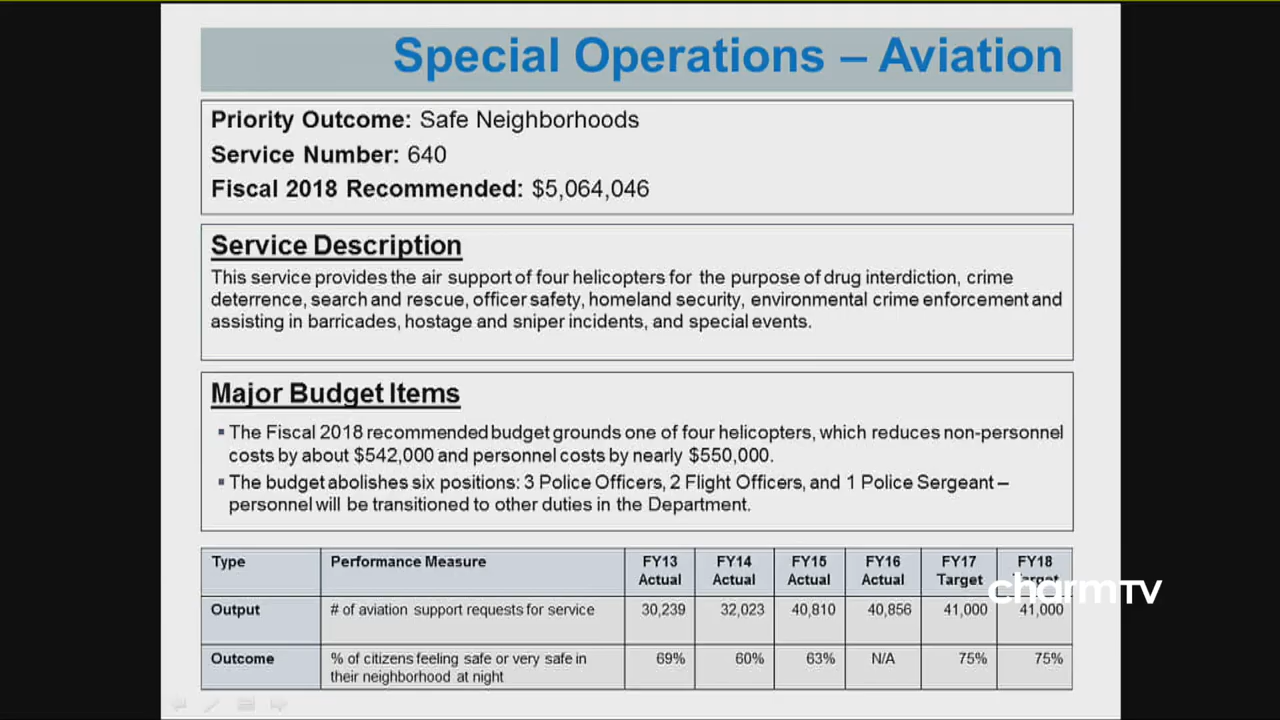 Special Operations – Aviation
Priority Outcome: Safe Neighborhoods
Service Number: 640
Fiscal 2018 Recommended: $5,064,046
Service Description
This service provides the air support of four helicopters for the purpose of drug interdiction, crime
deterrence, search and rescue, officer safety, homeland security, environmental crime enforcement and
assisting in barricades, hostage and sniper incidents, and special events.
Major Budget Items
▪ The Fiscal 2018 recommended budget grounds one of four helicopters, which reduces non-personnel
costs by about $542,000 and personnel costs by nearly $550,000.
▪ The budget abolishes six positions: 3 Police Officers, 2 Flight Officers, and 1 Police Sergeant –
personnel will be transitioned to other duties in the Department.
Type Performance Measure FY13 Actual FY14 Actual FY15 Actual FY16 Actual FY17 Target FY18 Target
Output # of aviation support requests for service 30,239 32,023 40,810 40,856 41,000 41,000
Outcome % of citizens feeling safe or very safe in their neighborhood at night 69% 60% 63% N/A 75% 75%
charmTV